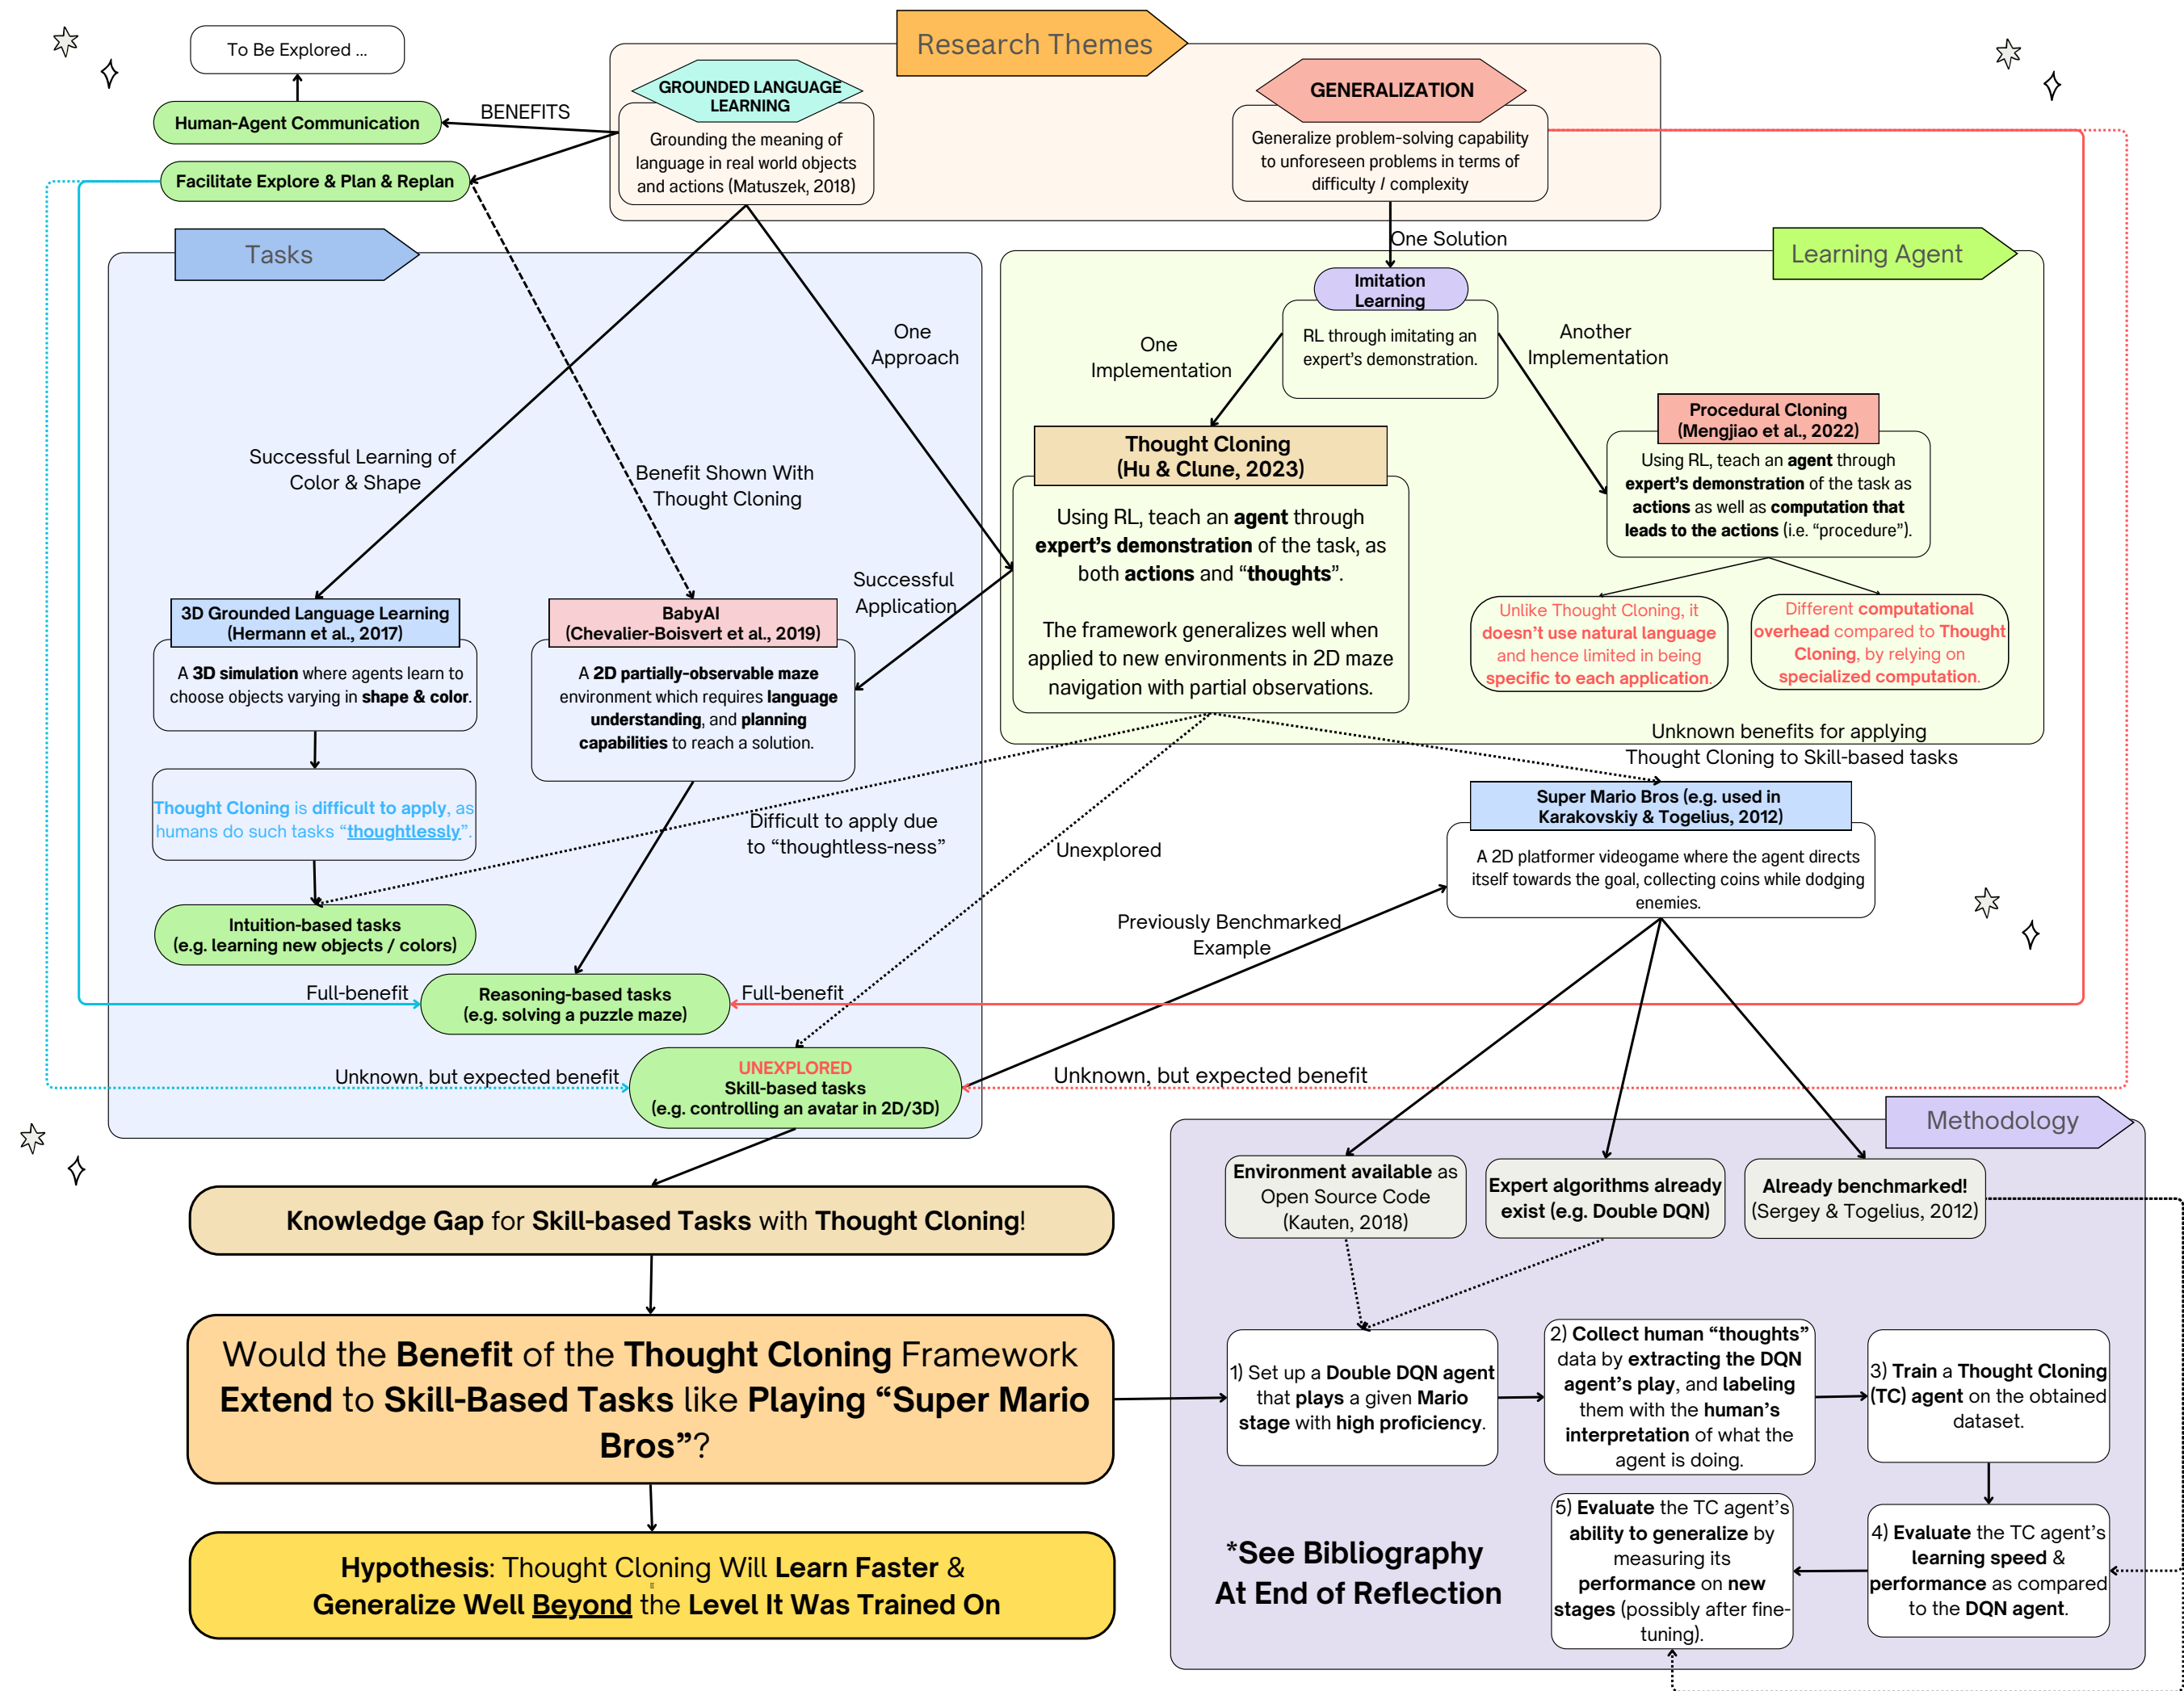 Research Themes
To Be Explored ...
GROUNDED LANGUAGE
LEARNING
Grounding the meaning of
language in real world objects
and actions (Matuszek, 2018)
GENERALIZATION
Generalize problem-solving capability
to unforeseen problems in terms of
difficulty / complexity
BENEFITS
Human-Agent Communication
Facilitate Explore & Plan & Replan
Tasks
One
Approach
Successful Learning of
Color & Shape
Benefit Shown With
Thought Cloning
Successful
Application
3D Grounded Language Learning
(Hermann et al., 2017)
A 3D simulation where agents learn to
choose objects varying in shape & color.
Thought Cloning is difficult to apply, as
humans do such tasks “thoughtlessly”.
BabyAI
(Chevalier-Boisvert et al., 2019)
A 2D partially-observable maze
environment which requires language
understanding, and planning
capabilities to reach a solution.
Difficult to apply due
to “thoughtless-ness”
Intuition-based tasks
(e.g. learning new objects / colors)
Full-benefit
Reasoning-based tasks
(e.g. solving a puzzle maze)
Full-benefit
Unknown, but expected benefit
UNEXPLORED
Skill-based tasks
(e.g. controlling an avatar in 2D/3D)
Unknown, but expected benefit
One Solution
Learning Agent
Imitation
Learning
RL through imitating an
expert’s demonstration.
One
Implementation
Another
Implementation
Thought Cloning
(Hu & Clune, 2023)
Using RL, teach an agent through
expert’s demonstration of the task, as
both actions and “thoughts”.
The framework generalizes well when
applied to new environments in 2D maze
navigation with partial observations.
Procedural Cloning
(Mengjiao et al., 2022)
Using RL, teach an agent through
expert’s demonstration of the task as
actions as well as computation that
leads to the actions (i.e. “procedure”).
Unlike Thought Cloning, it
doesn’t use natural language
and hence limited in being
specific to each application.
Different computational
overhead compared to Thought
Cloning, by relying on
specialized computation.
Unknown benefits for applying
Thought Cloning to Skill-based tasks
Unexplored
Super Mario Bros (e.g. used in
Karakovskiy & Togelius, 2012)
A 2D platformer videogame where the agent directs
itself towards the goal, collecting coins while dodging
enemies.
Previously Benchmarked
Example
Knowledge Gap for Skill-based Tasks with Thought Cloning!
Would the Benefit of the Thought Cloning Framework
Extend to Skill-Based Tasks like Playing “Super Mario
Bros”?
Hypothesis: Thought Cloning Will Learn Faster &
Generalize Well Beyond the Level It Was Trained On
Methodology
Environment available as
Open Source Code
(Kauten, 2018)
Expert algorithms already
exist (e.g. Double DQN)
Already benchmarked!
(Sergey & Togelius, 2012)
1) Set up a Double DQN agent
that plays a given Mario
stage with high proficiency.
2) Collect human “thoughts”
data by extracting the DQN
agent’s play, and labeling
them with the human’s
interpretation of what the
agent is doing.
3) Train a Thought Cloning
(TC) agent on the obtained
dataset.
4) Evaluate the TC agent’s
learning speed &
performance as compared
to the DQN agent.
5) Evaluate the TC agent’s
ability to generalize by
measuring its
performance on new
stages (possibly after fine-
tuning).
*See Bibliography
At End of Reflection